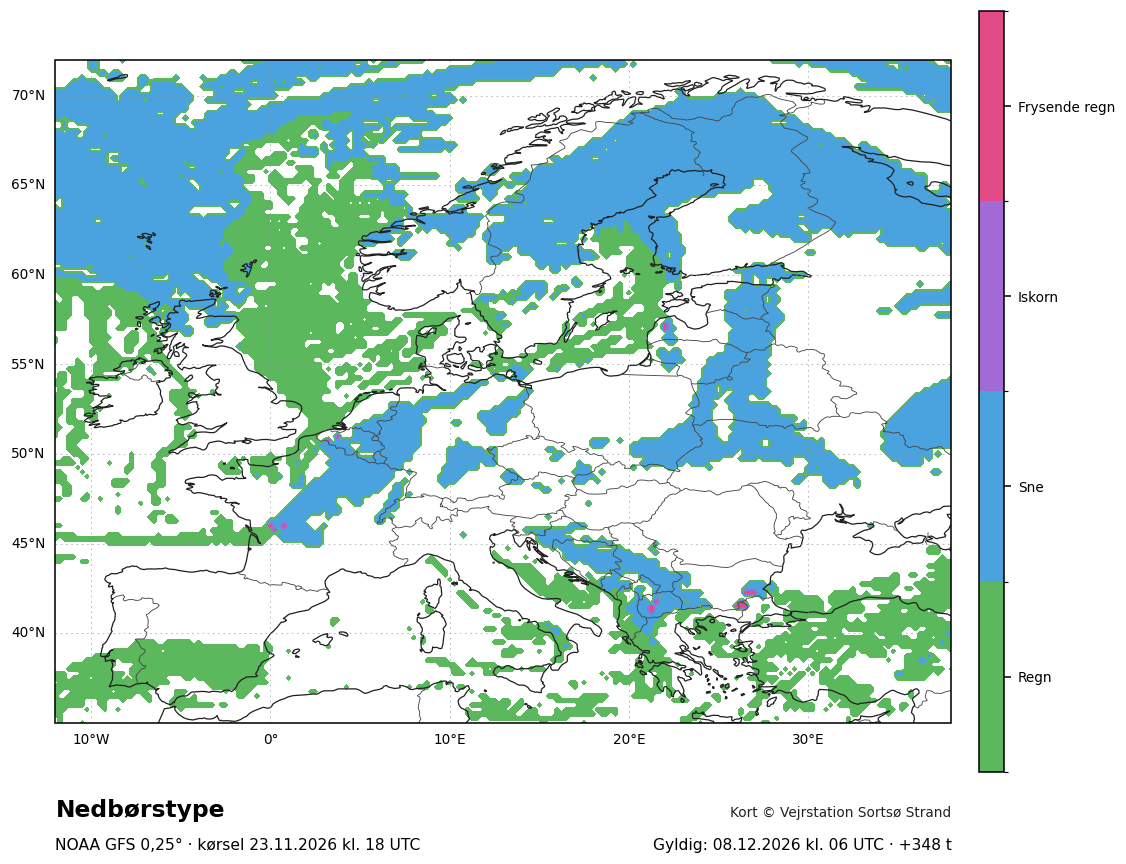 Frysende regn
Iskorn
Sne
Regn
70°N
65°N
60°N
55°N
50°N
45°N
40°N
10°W
0°
10°E
20°E
30°E
Nedbørstype
Kort © Vejrstation Sortsø Strand
NOAA GFS 0,25° · kørsel 23.11.2026 kl. 18 UTC
Gyldig: 08.12.2026 kl. 06 UTC · +348 t